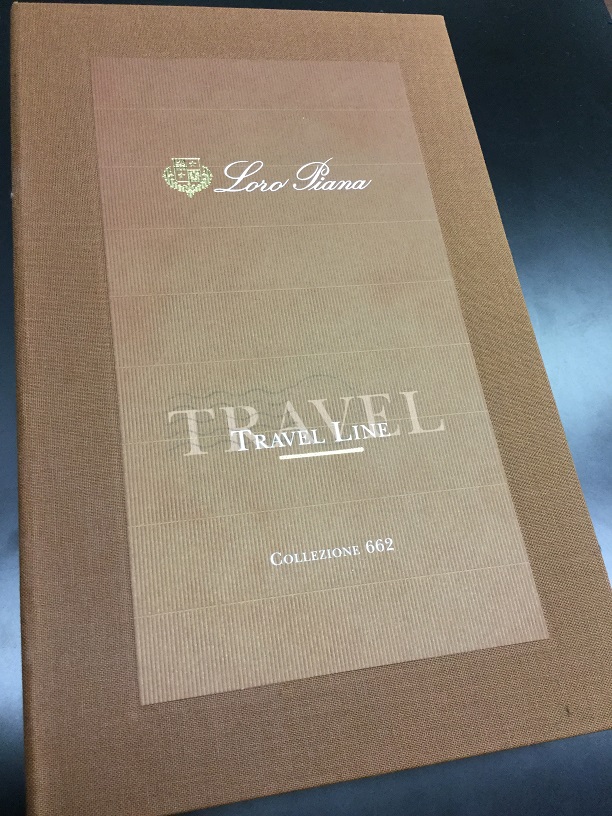 Loro Piana
TRAVEL
TRAVEL LINE
COLLEZIONE 662